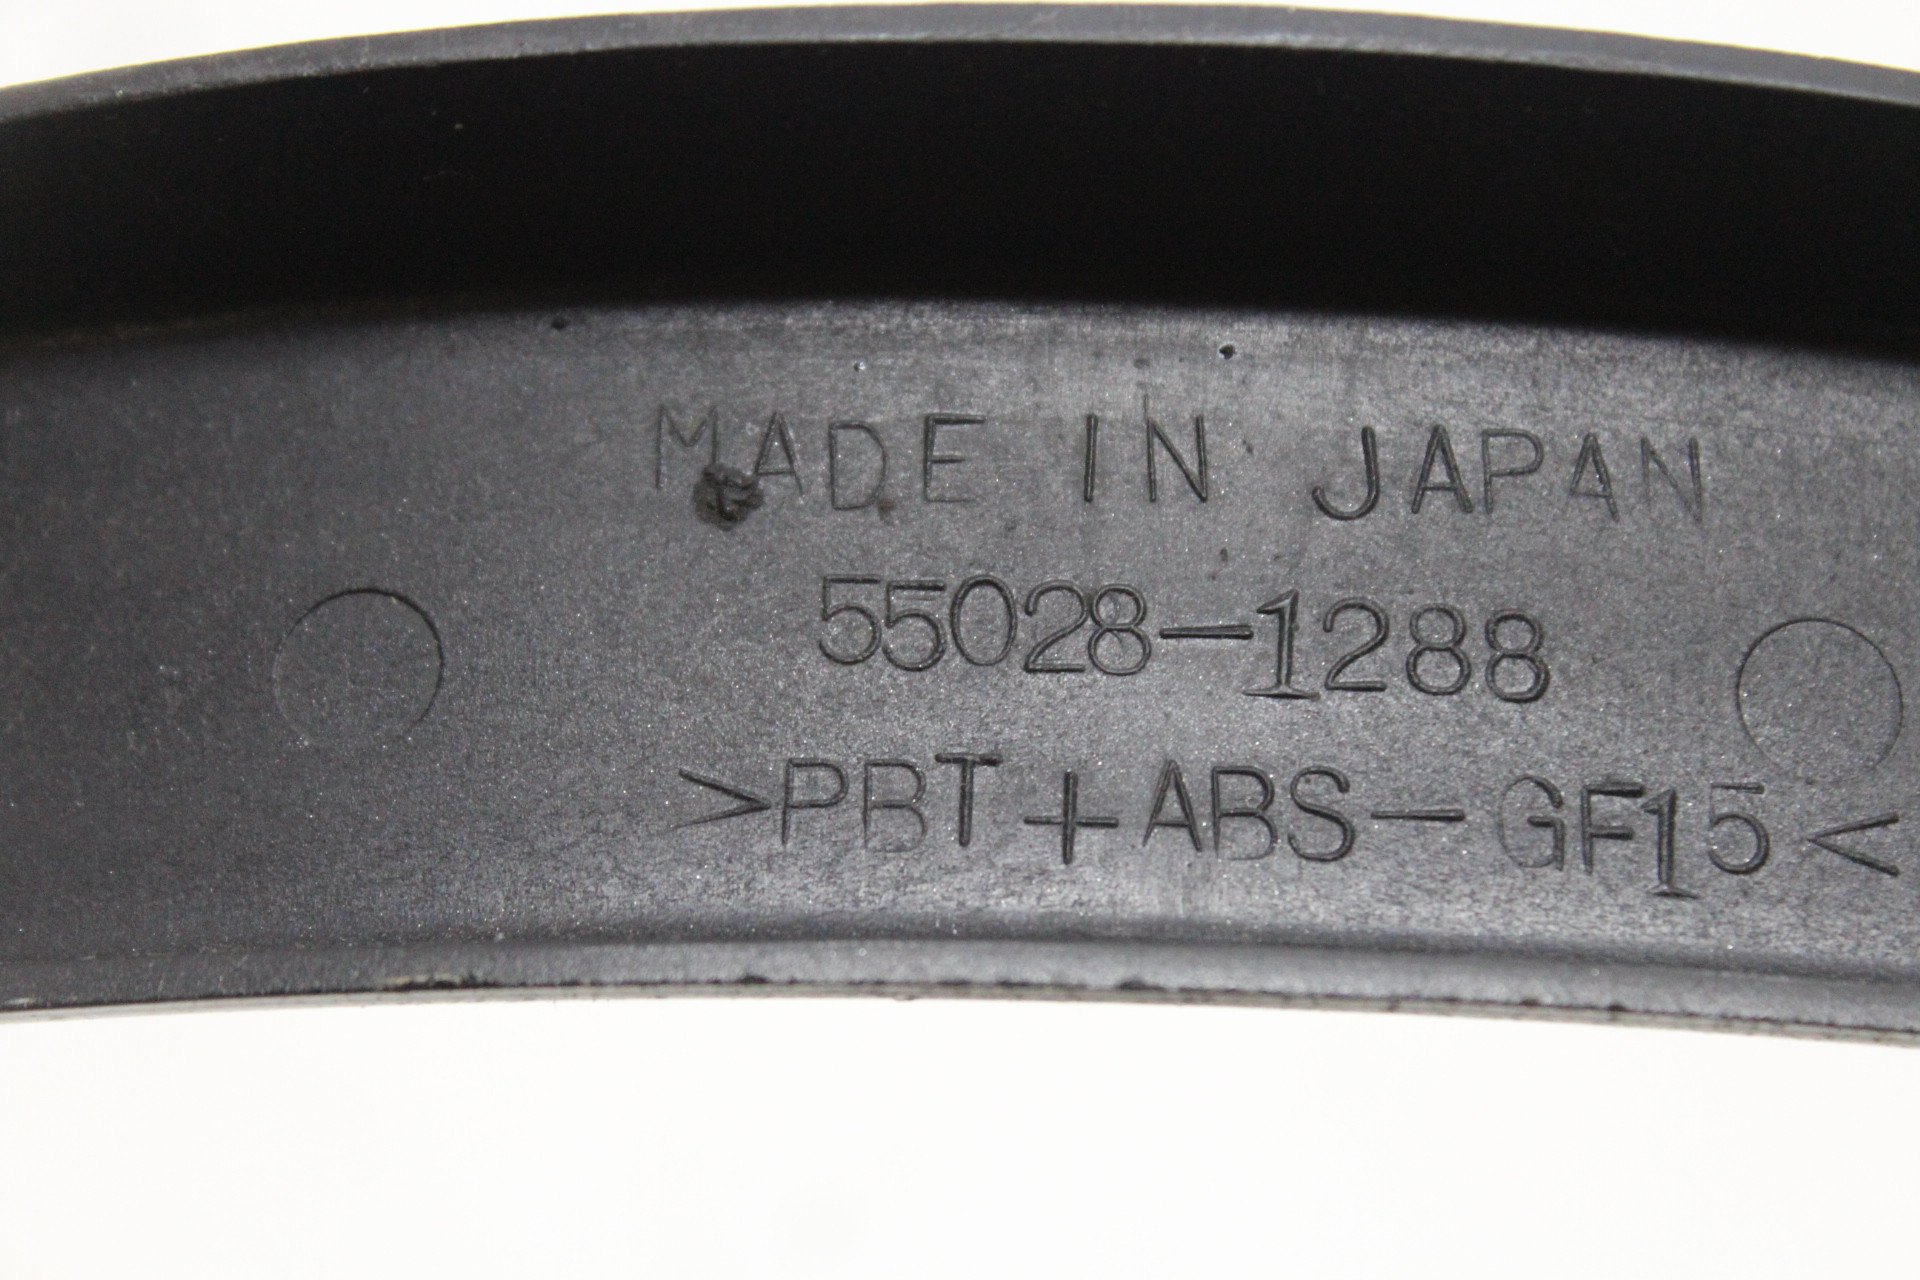 MADE IN JAPAN
55028-1288
>PBT+ABS-GF15<